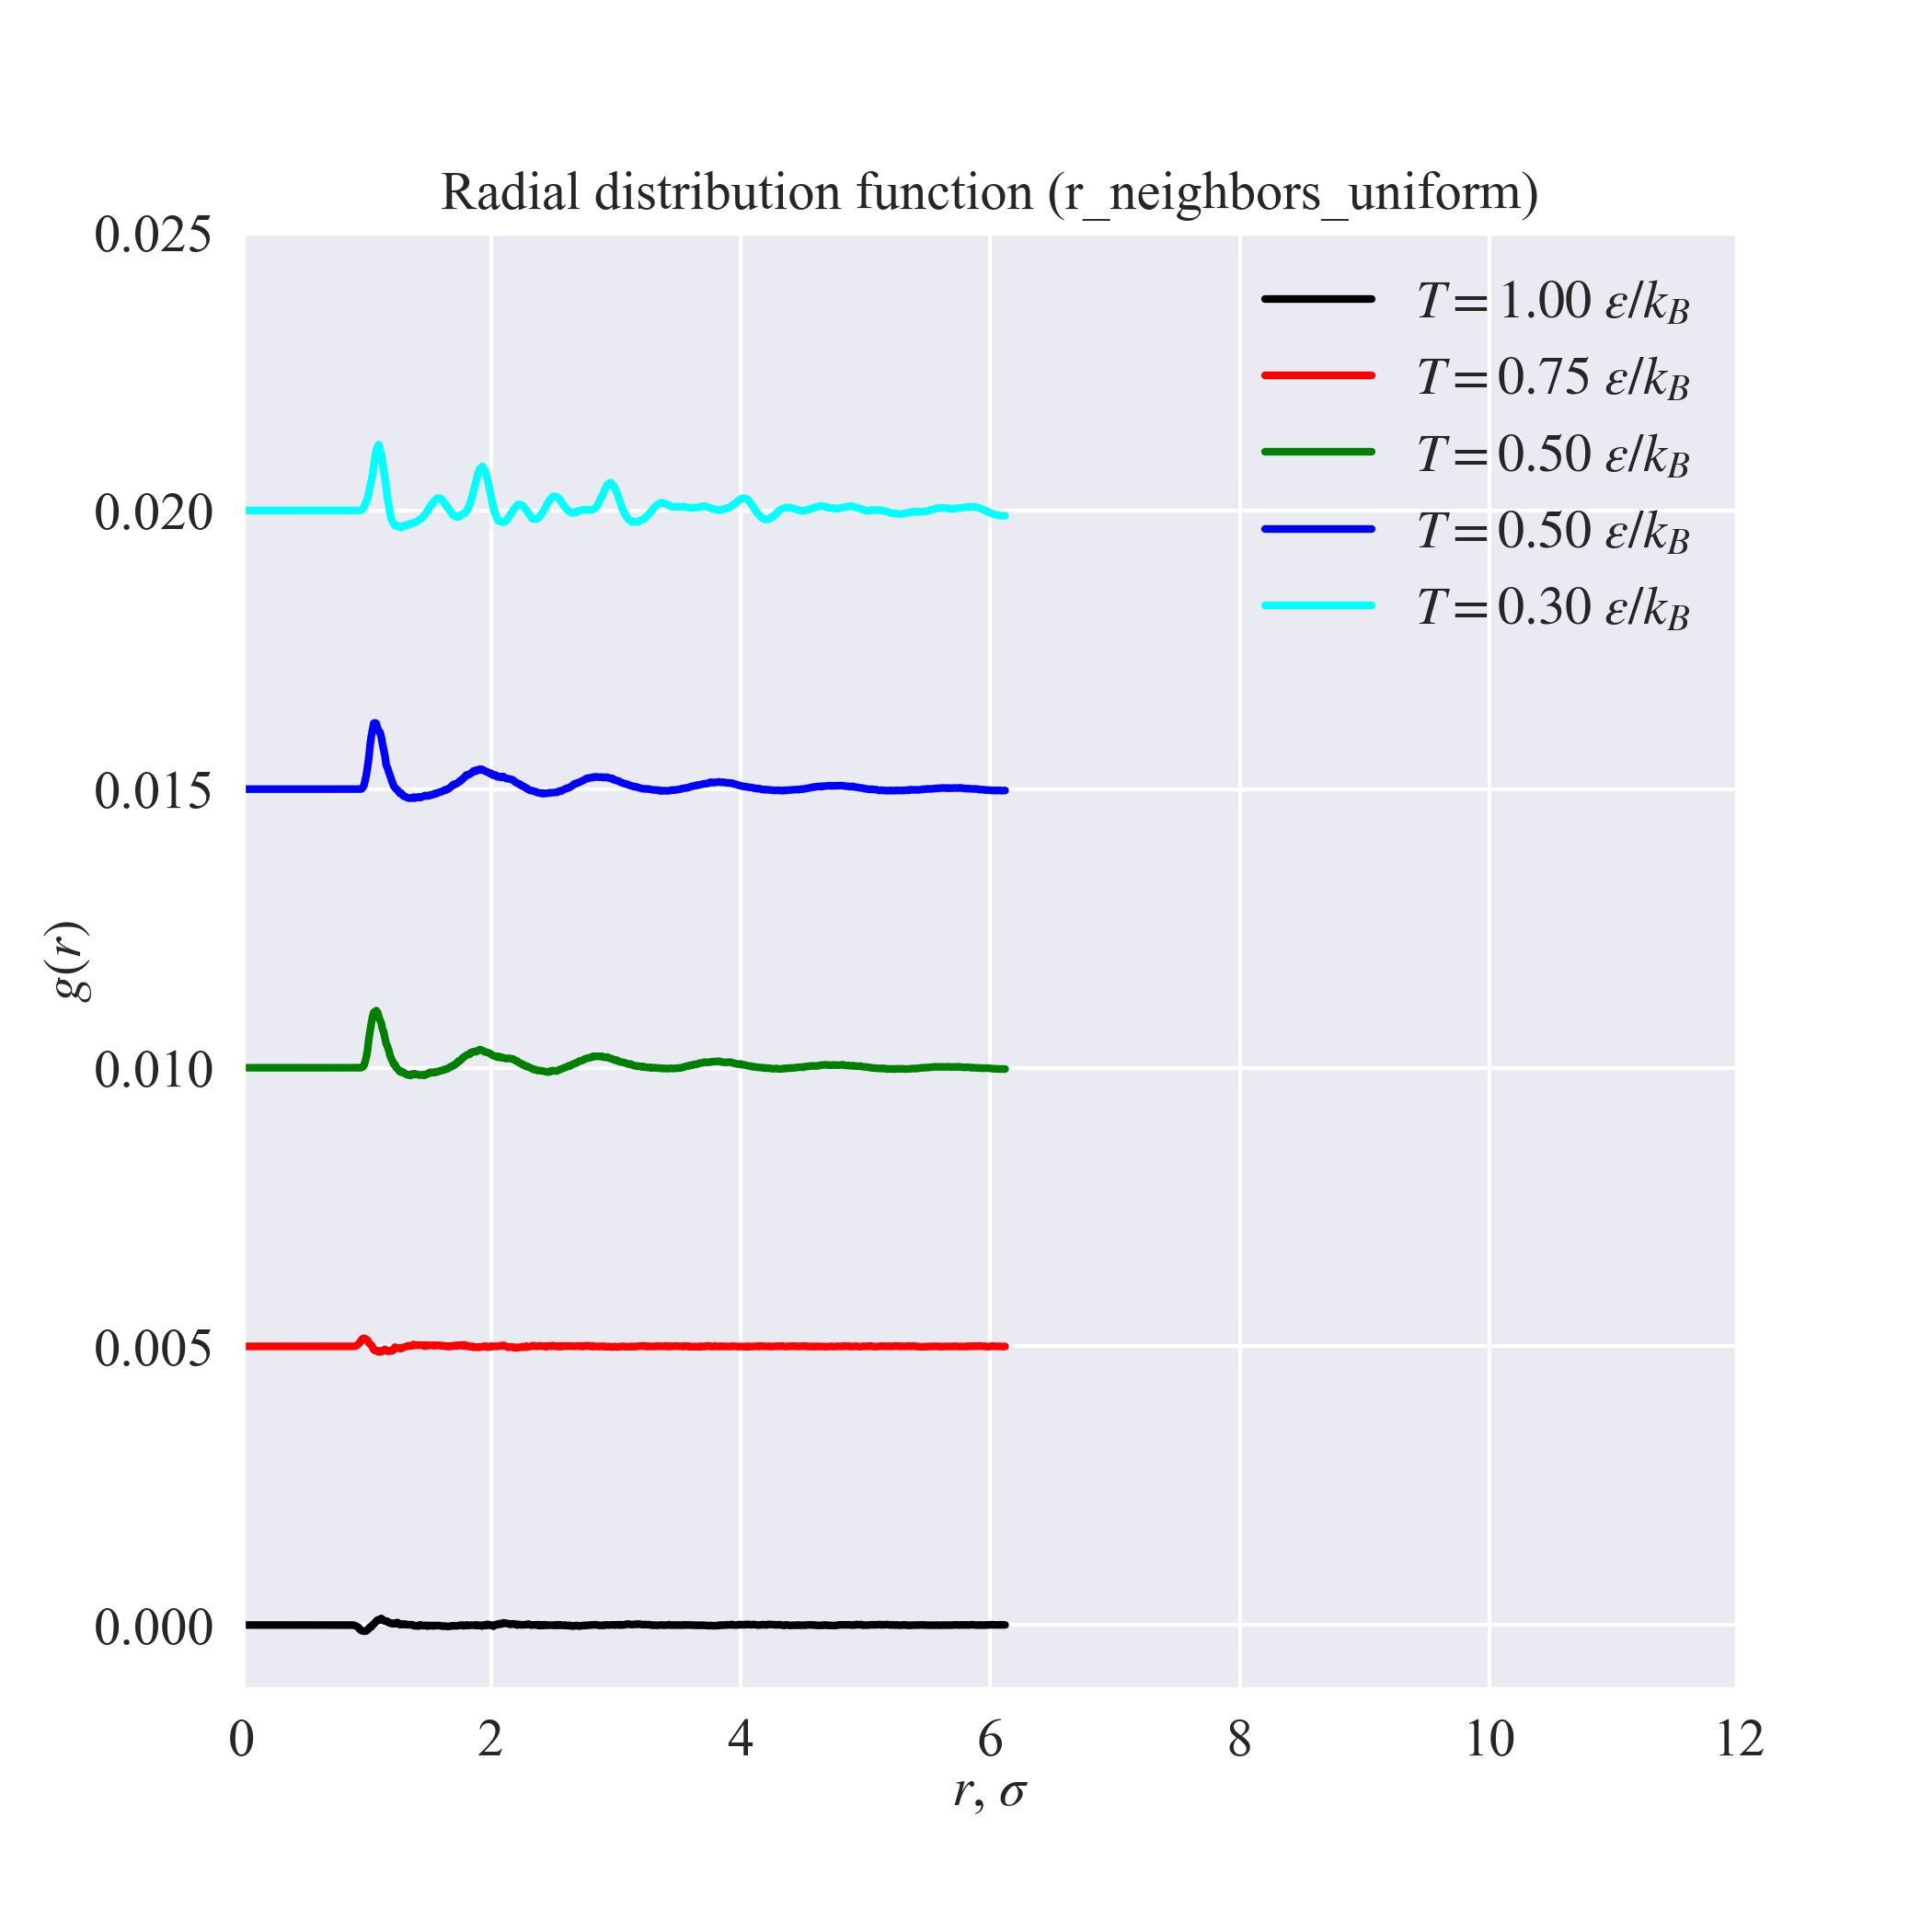 Radial distribution function (r_neighbors_uniform)
0.025
0.020
0.015
0.010
0.005
0.000
g(r)
T = 1.00 ε/k_B
T = 0.75 ε/k_B
T = 0.50 ε/k_B
T = 0.50 ε/k_B
T = 0.30 ε/k_B
0 2 4 6 8 10 12
r, σ